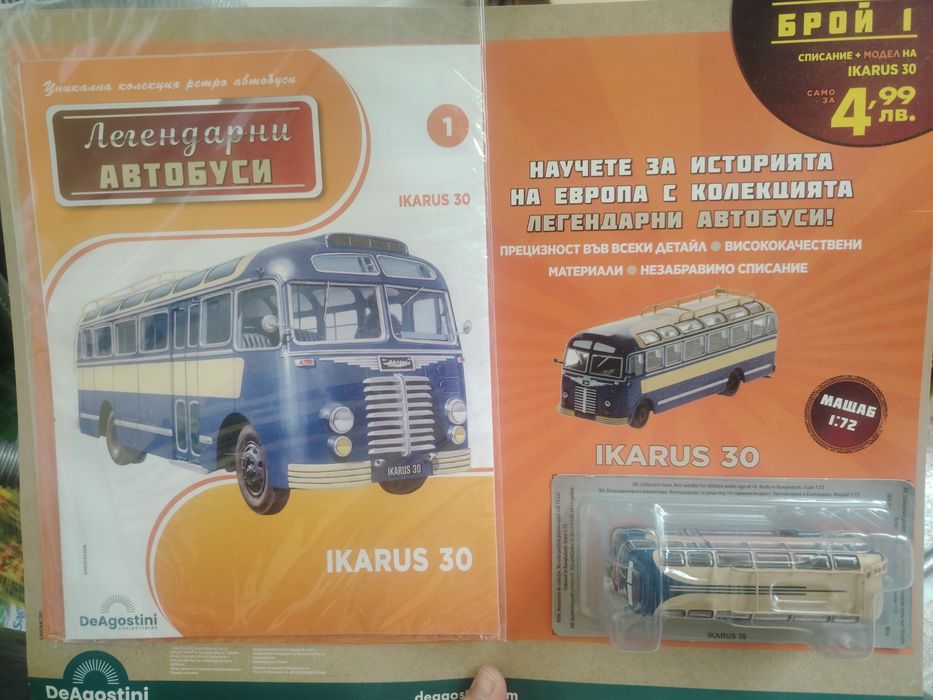 Уникална колекция ретро автобуси
Легендарни
АВТОБУСИ
1
IKARUS 30
IKARUS 30
IKARUS 30
DeAgostini
COLLECTIBLES
БРОЙ 1
СПИСАНИЕ + МОДЕЛ НА
IKARUS 30
САМО
ЗА
4,99
ЛВ.
НАУЧЕТЕ ЗА ИСТОРИЯТА
НА ЕВРОПА С КОЛЕКЦИЯТА
ЛЕГЕНДАРНИ АВТОБУСИ!
ПРЕЦИЗНОСТ ВЪВ ВСЕКИ ДЕТАЙЛ ● ВИСОКОКАЧЕСТВЕНИ
МАТЕРИАЛИ ● НЕЗАБРАВИМО СПИСАНИЕ
МАЩАБ
1:72
IKARUS 30
IKARUS 30
DeAgostini